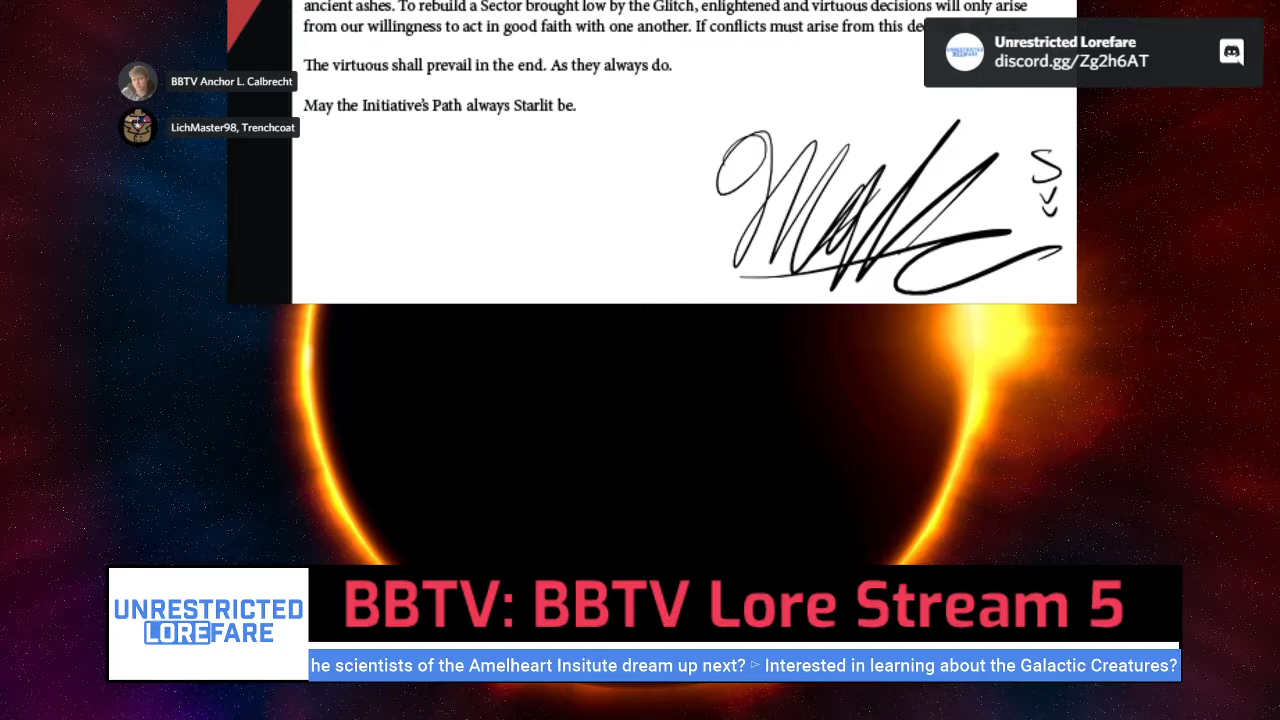 ancient ashes. To rebuild a Sector brought low by the Glitch, enlightened and virtuous decisions will only arise
from our willingness to act in good faith with one another. If conflicts must arise from this de
Unrestricted Lorefare
discord.gg/Zg2h6AT
The virtuous shall prevail in the end. As they always do.
BBTV Anchor L. Calbrecht
May the Initiative's Path always Starlit be.
LichMaster98, Trenchcoat
UNRESTRICTED
LOREFARE
BBTV: BBTV Lore Stream 5
he scientists of the Amelheart Insitute dream up next? ▷ Interested in learning about the Galactic Creatures?